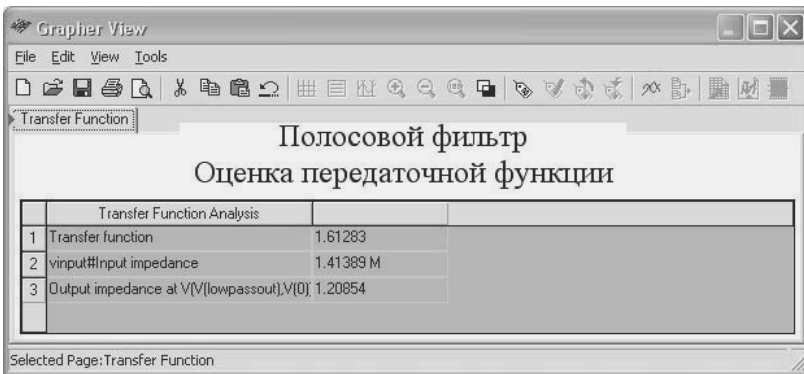 Grapher View
File Edit View Tools
Transfer Function
Полосовой фильтр
Оценка передаточной функции
Transfer Function Analysis
1 Transfer function 1.61283
2 vinput#Input impedance 1.41389 M
3 Output impedance at V(V(lowpassout),V(0) 1.20854
Selected Page:Transfer Function